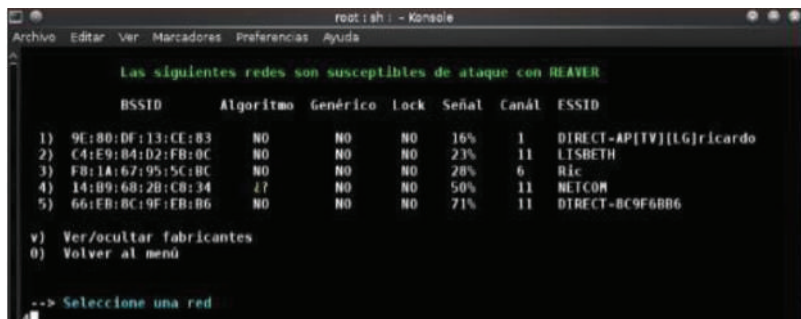 root : sh : - Konsole
Archivo Editar Ver Marcadores Preferencias Ayuda
Las siguientes redes son susceptibles de ataque con REAVER
BSSID Algoritmo Genérico Lock Señal Canál ESSID
1) 9E:80:DF:13:CE:83 NO NO NO 16% 1 DIRECT-AP[TV][LG]ricardo
2) C4:E9:84:D2:FB:0C NO NO NO 23% 11 LISBETH
3) F8:1A:67:95:5C:BC NO NO NO 28% 6 Ric
4) 14:B9:68:2B:C8:34 ¿? NO NO 50% 11 NETCOM
5) 66:EB:8C:9F:EB:B6 NO NO NO 71% 11 DIRECT-8C9F6BB6
v) Ver/ocultar fabricantes
0) Volver al menú
--> Seleccione una red